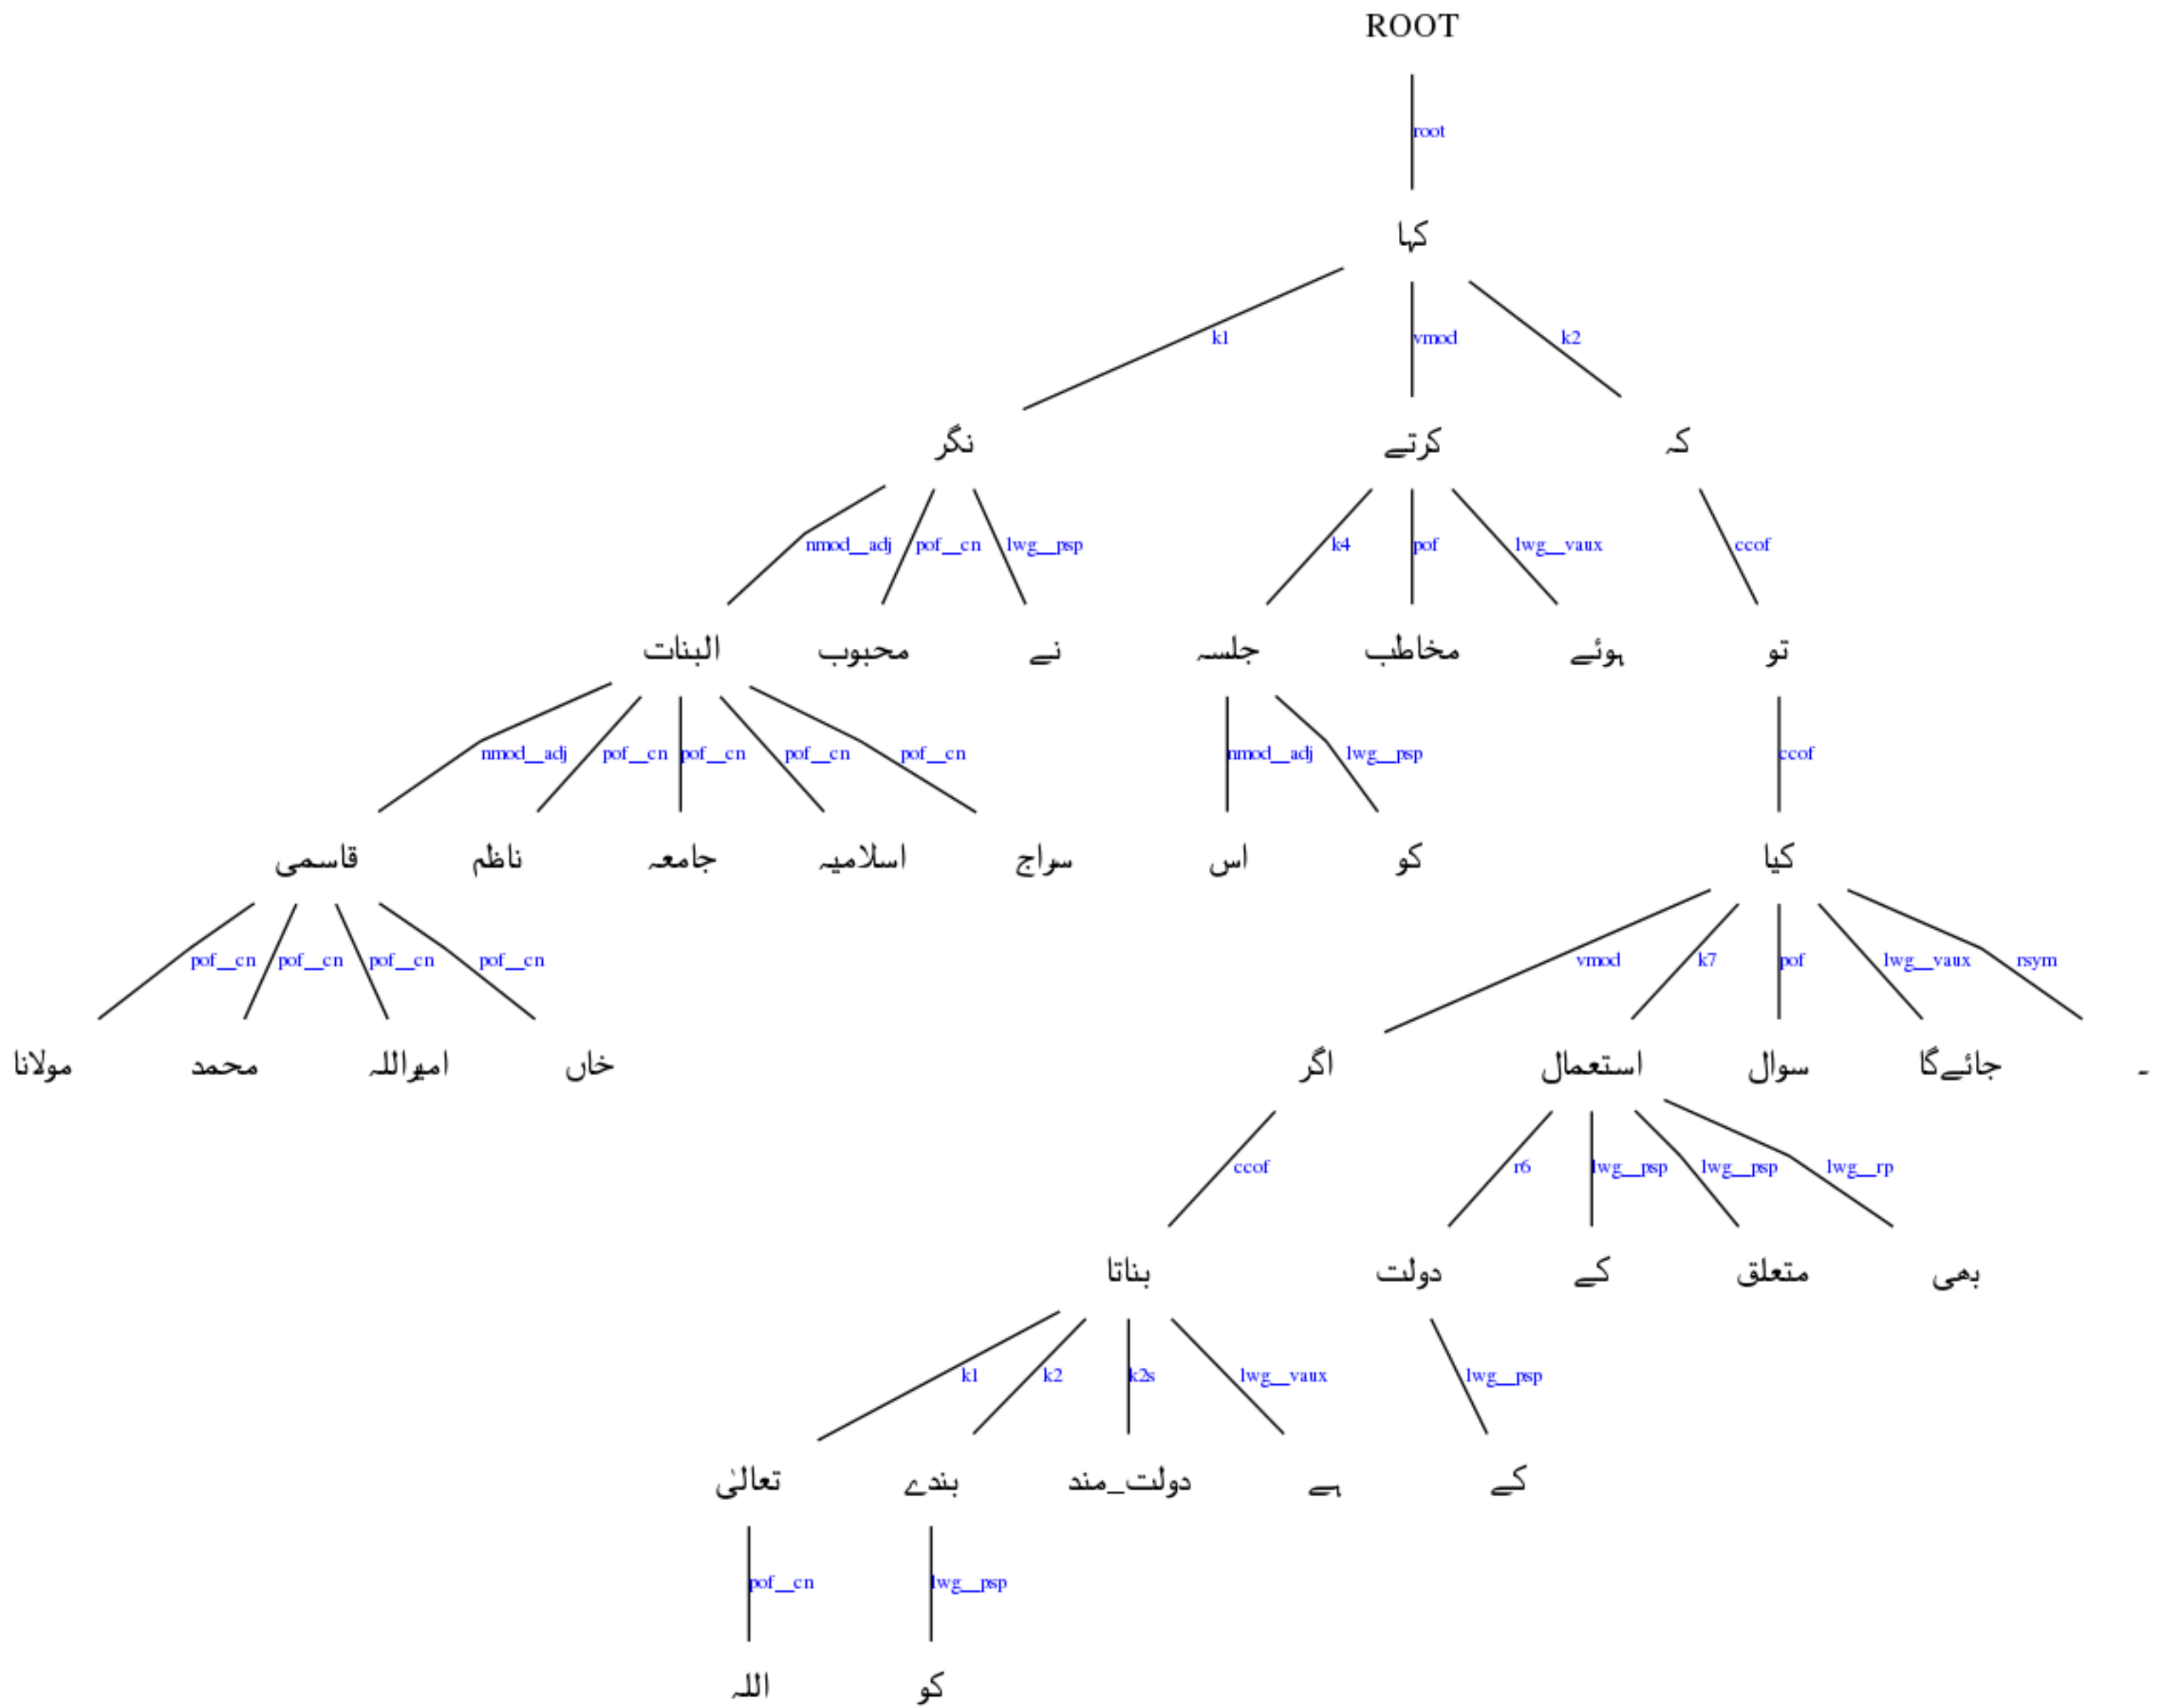 ROOT
root
کہا
k1 vmod k2
نگر کرتے کہ
nmod__adj pof__cn lwg__psp k4 pof lwg__vaux ccof
البنات محبوب نے جلسہ مخاطب ہوئے تو
nmod__adj pof__cn pof__cn pof__cn pof__cn nmod__adj lwg__psp ccof
قاسمی ناظم جامعہ اسلامیہ سراج اس کو کیا
pof__cn pof__cn pof__cn pof__cn vmod k7 pof lwg__vaux rsym
مولانا محمد امیراللہ خاں اگر استعمال سوال جائےگا ۔
ccof r6 lwg__psp lwg__psp lwg__rp
بناتا دولت کے متعلق بھی
k1 k2 k2s lwg__vaux lwg__psp
تعالیٰ بندے دولت_مند ہے کے
pof__cn lwg__psp
اللہ کو